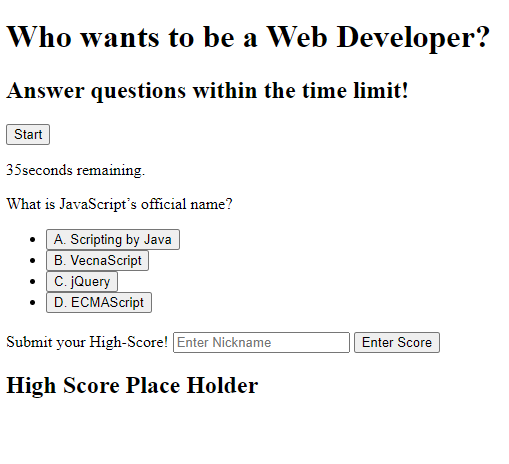 Who wants to be a Web Developer?
Answer questions within the time limit!
Start
35seconds remaining.
What is JavaScript’s official name?
A. Scripting by Java
B. VecnaScript
C. jQuery
D. ECMAScript
Submit your High-Score! Enter Nickname Enter Score
High Score Place Holder